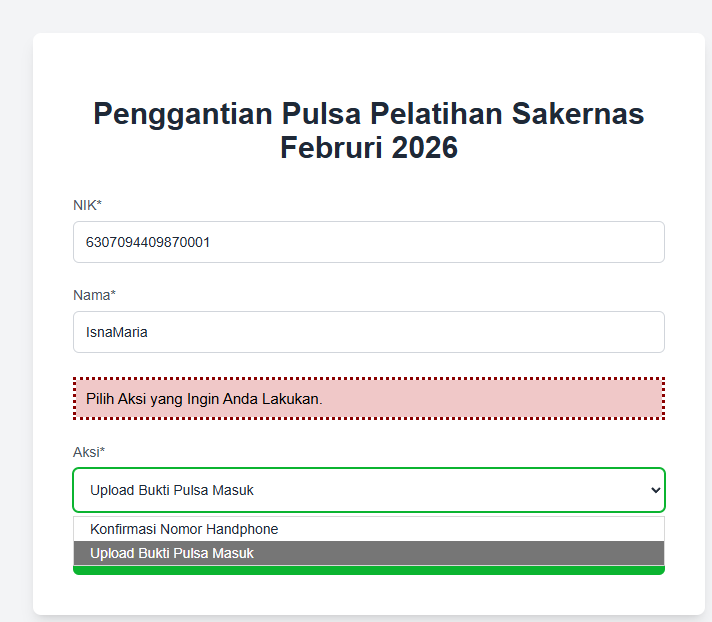 Penggantian Pulsa Pelatihan Sakernas
Februri 2026
NIK*
6307094409870001
Nama*
IsnaMaria
Pilih Aksi yang Ingin Anda Lakukan.
Aksi*
Upload Bukti Pulsa Masuk
Konfirmasi Nomor Handphone
Upload Bukti Pulsa Masuk